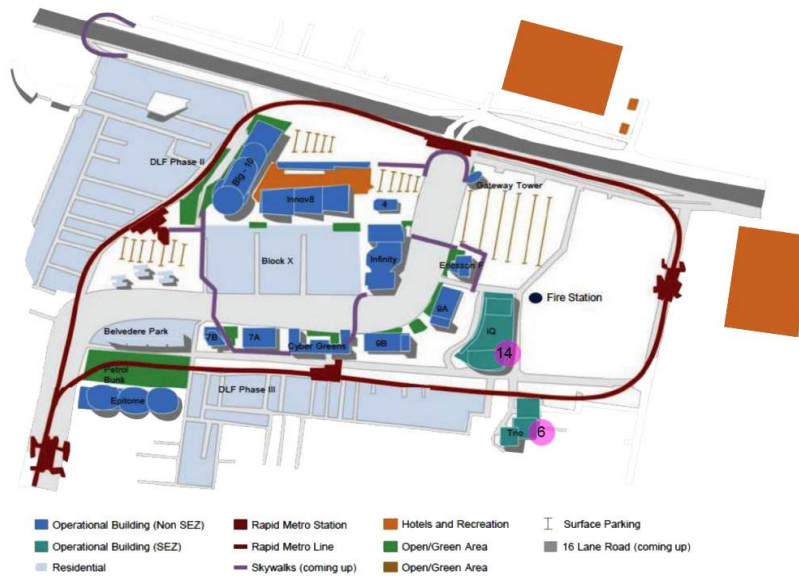 DLF Phase II
Blg - 10
Innov8
4
Gateway Tower
Block X
Infinity
Ericsson F
9A
Fire Station
iQ
14
Belvedere Park
7B
7A
Cyber Greens
9B
Petrol
Bunk
Epitome
DLF Phase III
Trio
6
Operational Building (Non SEZ)
Rapid Metro Station
Hotels and Recreation
Surface Parking
Operational Building (SEZ)
Rapid Metro Line
Open/Green Area
16 Lane Road (coming up)
Residential
Skywalks (coming up)
Open/Green Area